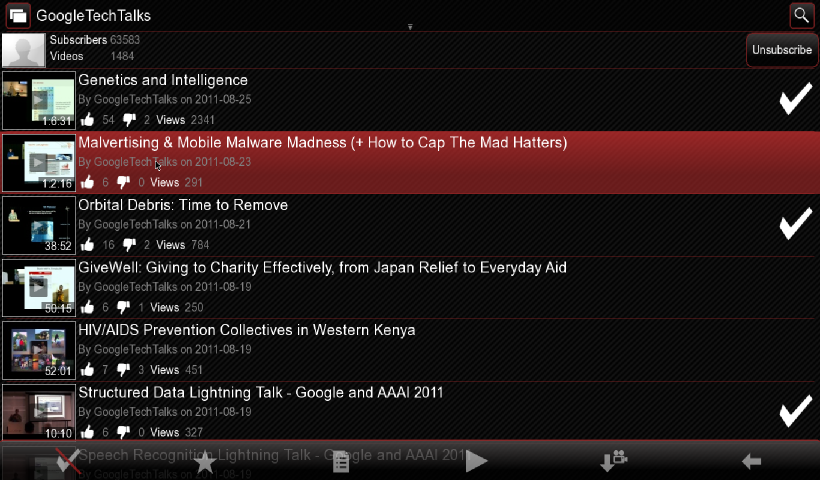 GoogleTechTalks
Subscribers 63583
Videos 1484
Unsubscribe
Genetics and Intelligence
By GoogleTechTalks on 2011-08-25
1:6:31
54 2 Views 2341
Malvertising & Mobile Malware Madness (+ How to Cap The Mad Hatters)
By GoogleTechTalks on 2011-08-23
1:2:16
6 0 Views 291
Orbital Debris: Time to Remove
By GoogleTechTalks on 2011-08-21
38:52
16 2 Views 784
GiveWell: Giving to Charity Effectively, from Japan Relief to Everyday Aid
By GoogleTechTalks on 2011-08-19
50:15
6 1 Views 250
HIV/AIDS Prevention Collectives in Western Kenya
By GoogleTechTalks on 2011-08-19
52:01
7 3 Views 451
Structured Data Lightning Talk - Google and AAAI 2011
By GoogleTechTalks on 2011-08-19
10:10
6 0 Views 327
Speech Recognition Lightning Talk - Google and AAAI 201
By GoogleTechTalks on 2011-08-19